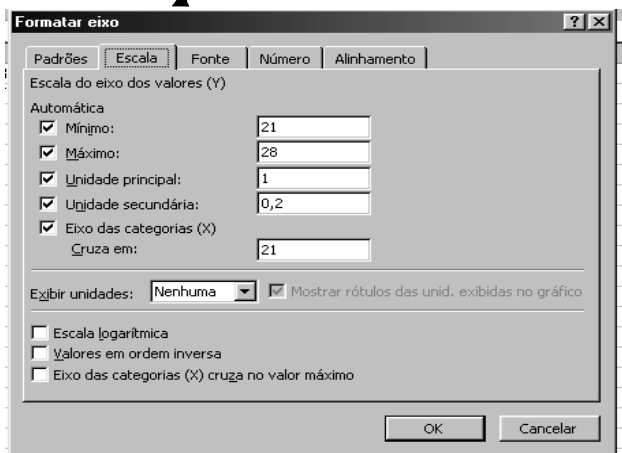 Formatar eixo
Padrões Escala Fonte Número Alinhamento
Escala do eixo dos valores (Y)
Automática
Mínimo: 21
Máximo: 28
Unidade principal: 1
Unidade secundária: 0,2
Eixo das categorias (X)
Cruza em: 21
Exibir unidades: Nenhuma Mostrar rótulos das unid. exibidas no gráfico
Escala logarítmica
Valores em ordem inversa
Eixo das categorias (X) cruza no valor máximo
OK Cancelar